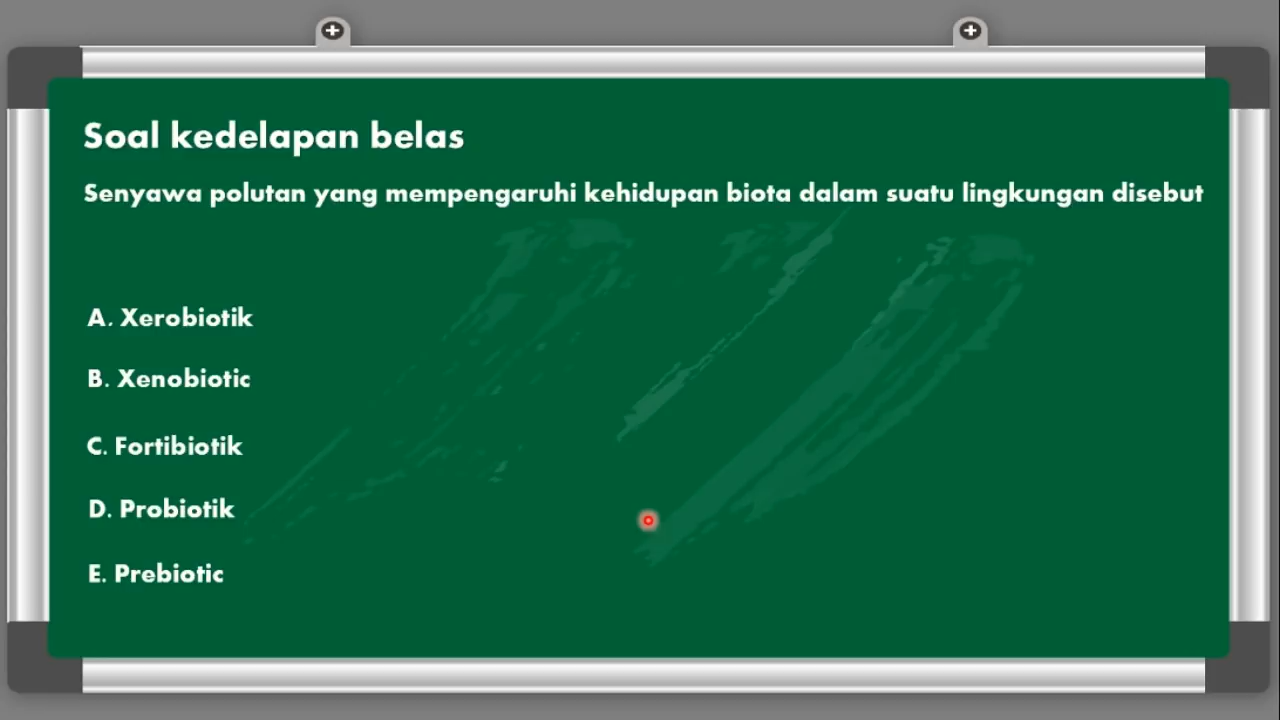 Soal kedelapan belas
Senyawa polutan yang mempengaruhi kehidupan biota dalam suatu lingkungan disebut
A. Xerobiotik
B. Xenobiotic
C. Fortibiotik
D. Probiotik
E. Prebiotic